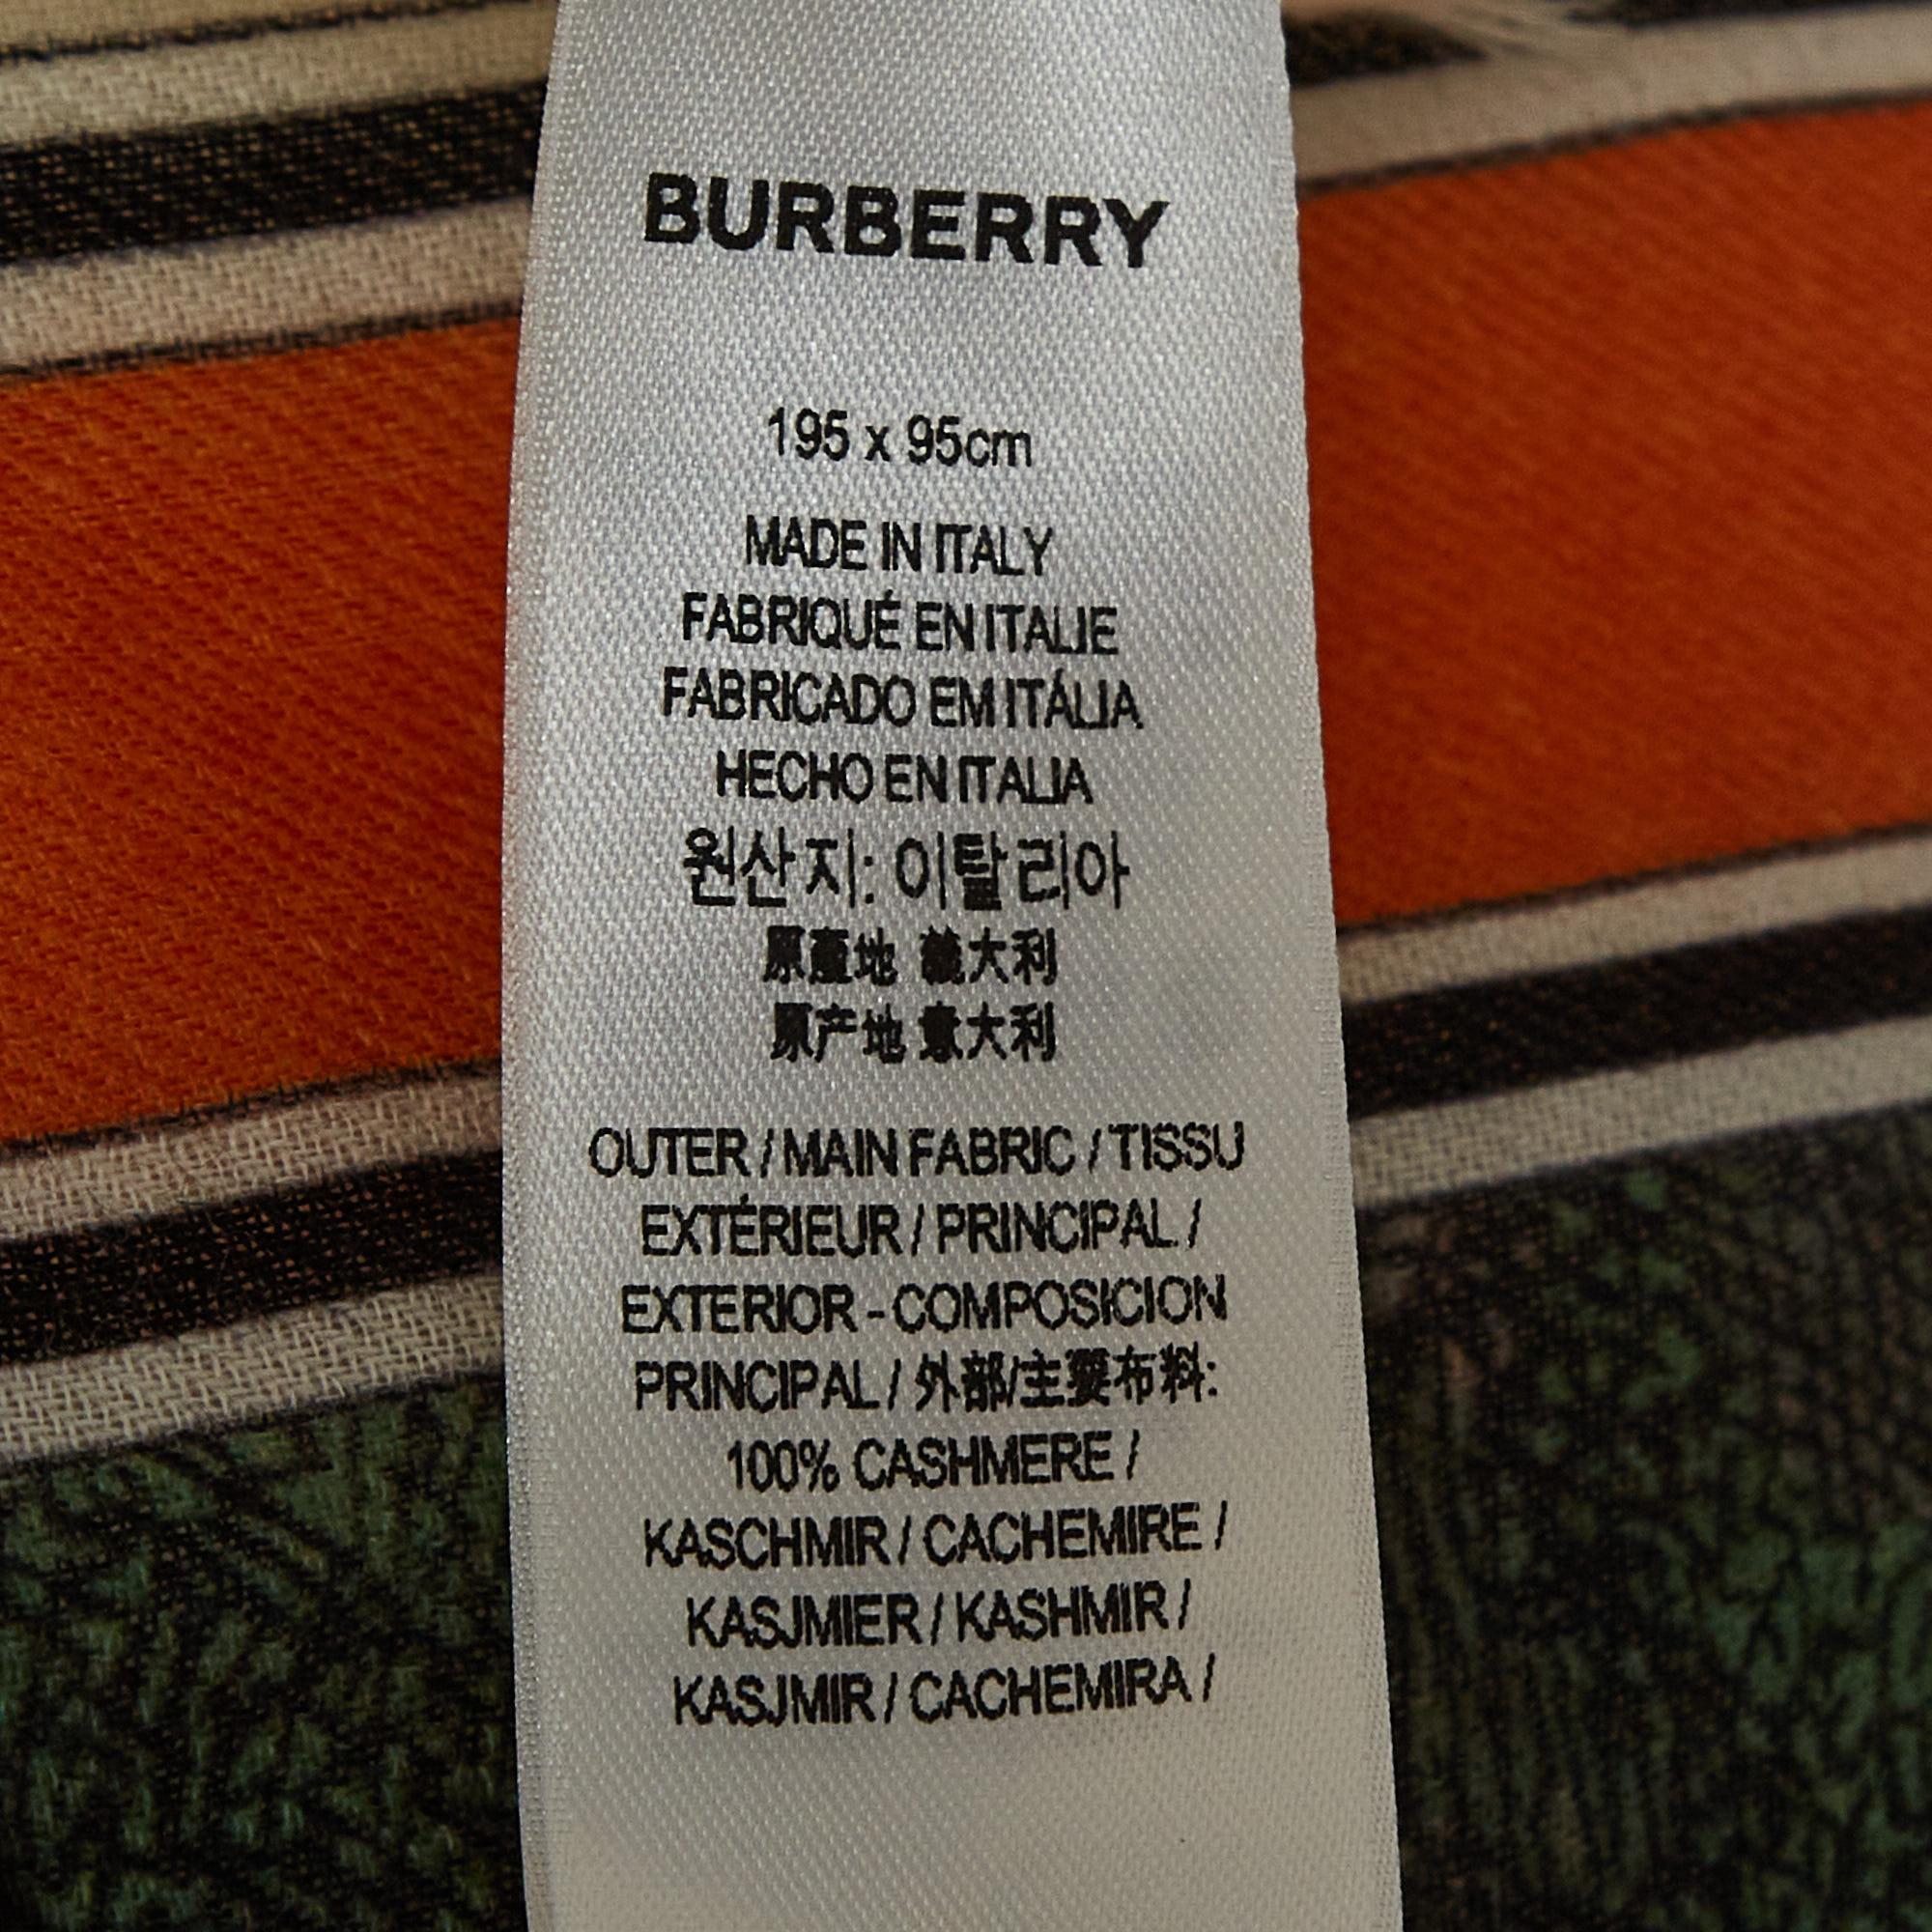 BURBERRY
195 x 95cm
MADE IN ITALY
FABRIQUÉ EN ITALIE
FABRICADO EM ITÁLIA
HECHO EN ITALIA
원산지: 이탈리아
原產地 義大利
原产地 意大利
OUTER / MAIN FABRIC / TISSU
EXTÉRIEUR / PRINCIPAL /
EXTERIOR - COMPOSICION
PRINCIPAL / 外部/主要布料:
100% CASHMERE /
KASCHMIR / CACHEMIRE /
KASJMIER / KASHMIR /
KASJMIR / CACHEMIRA /